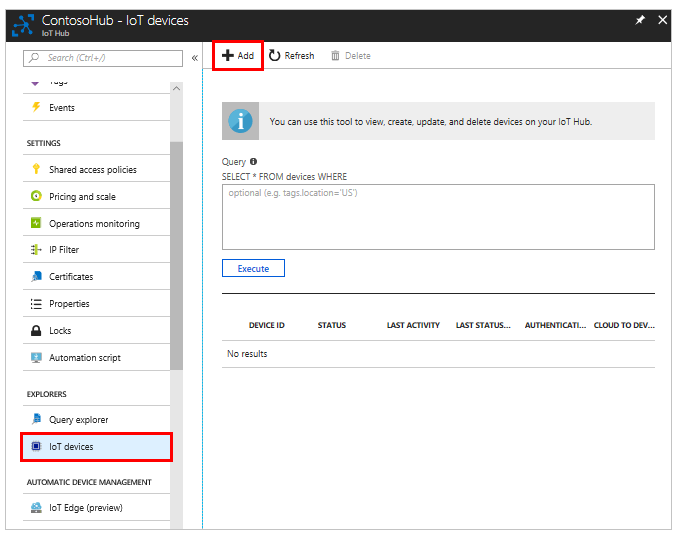 ContosoHub - IoT devices
IoT Hub
Search (Ctrl+/)
«
Add
Refresh
Delete
Tags
Events
SETTINGS
Shared access policies
Pricing and scale
Operations monitoring
IP Filter
Certificates
Properties
Locks
Automation script
EXPLORERS
Query explorer
IoT devices
AUTOMATIC DEVICE MANAGEMENT
IoT Edge (preview)
You can use this tool to view, create, update, and delete devices on your IoT Hub.
Query
SELECT * FROM devices WHERE
optional (e.g. tags.location='US')
Execute
DEVICE ID STATUS LAST ACTIVITY LAST STATUS... AUTHENTICATI... CLOUD TO DEV...
No results